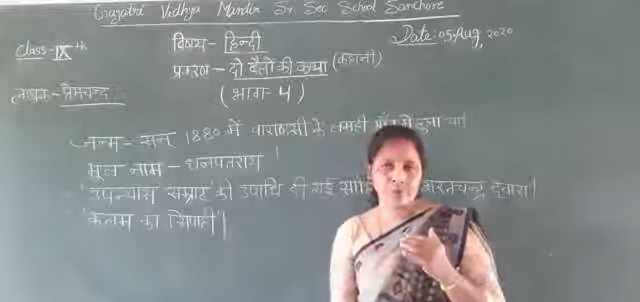 Gayatri Vidhya Mandir Sr Sec School Sanchore
Class-IX th
विषय - हिन्दी
Date: 05, Aug, 2020
प्रकरण - दो बैलों की कथा (कहानी)
लेखक - प्रेमचन्द
(भाग - 4)
जन्म - सन् 1880 में वाराणसी के लमही गाँव में हुआ था
मूल नाम - धनपतराय
'उपन्यास सम्राट' की उपाधि दी गई शरतचन्द्र द्वारा।
'कलम का सिपाही'।